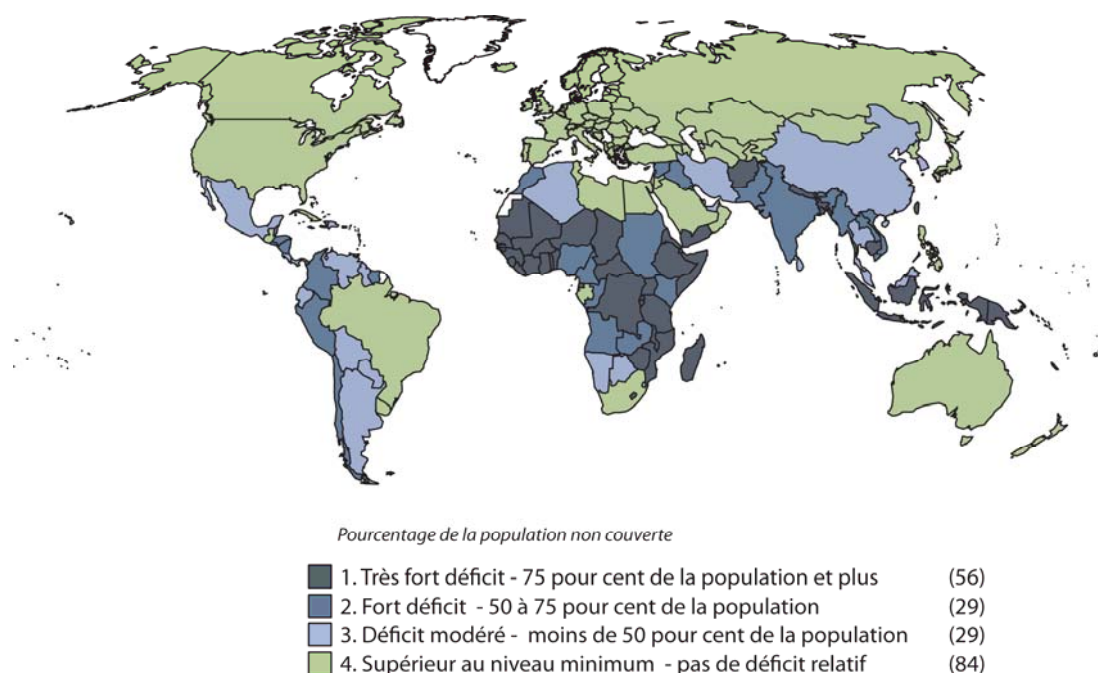 Pourcentage de la population non couverte
1. Très fort déficit - 75 pour cent de la population et plus (56)
2. Fort déficit - 50 à 75 pour cent de la population (29)
3. Déficit modéré - moins de 50 pour cent de la population (29)
4. Supérieur au niveau minimum - pas de déficit relatif (84)